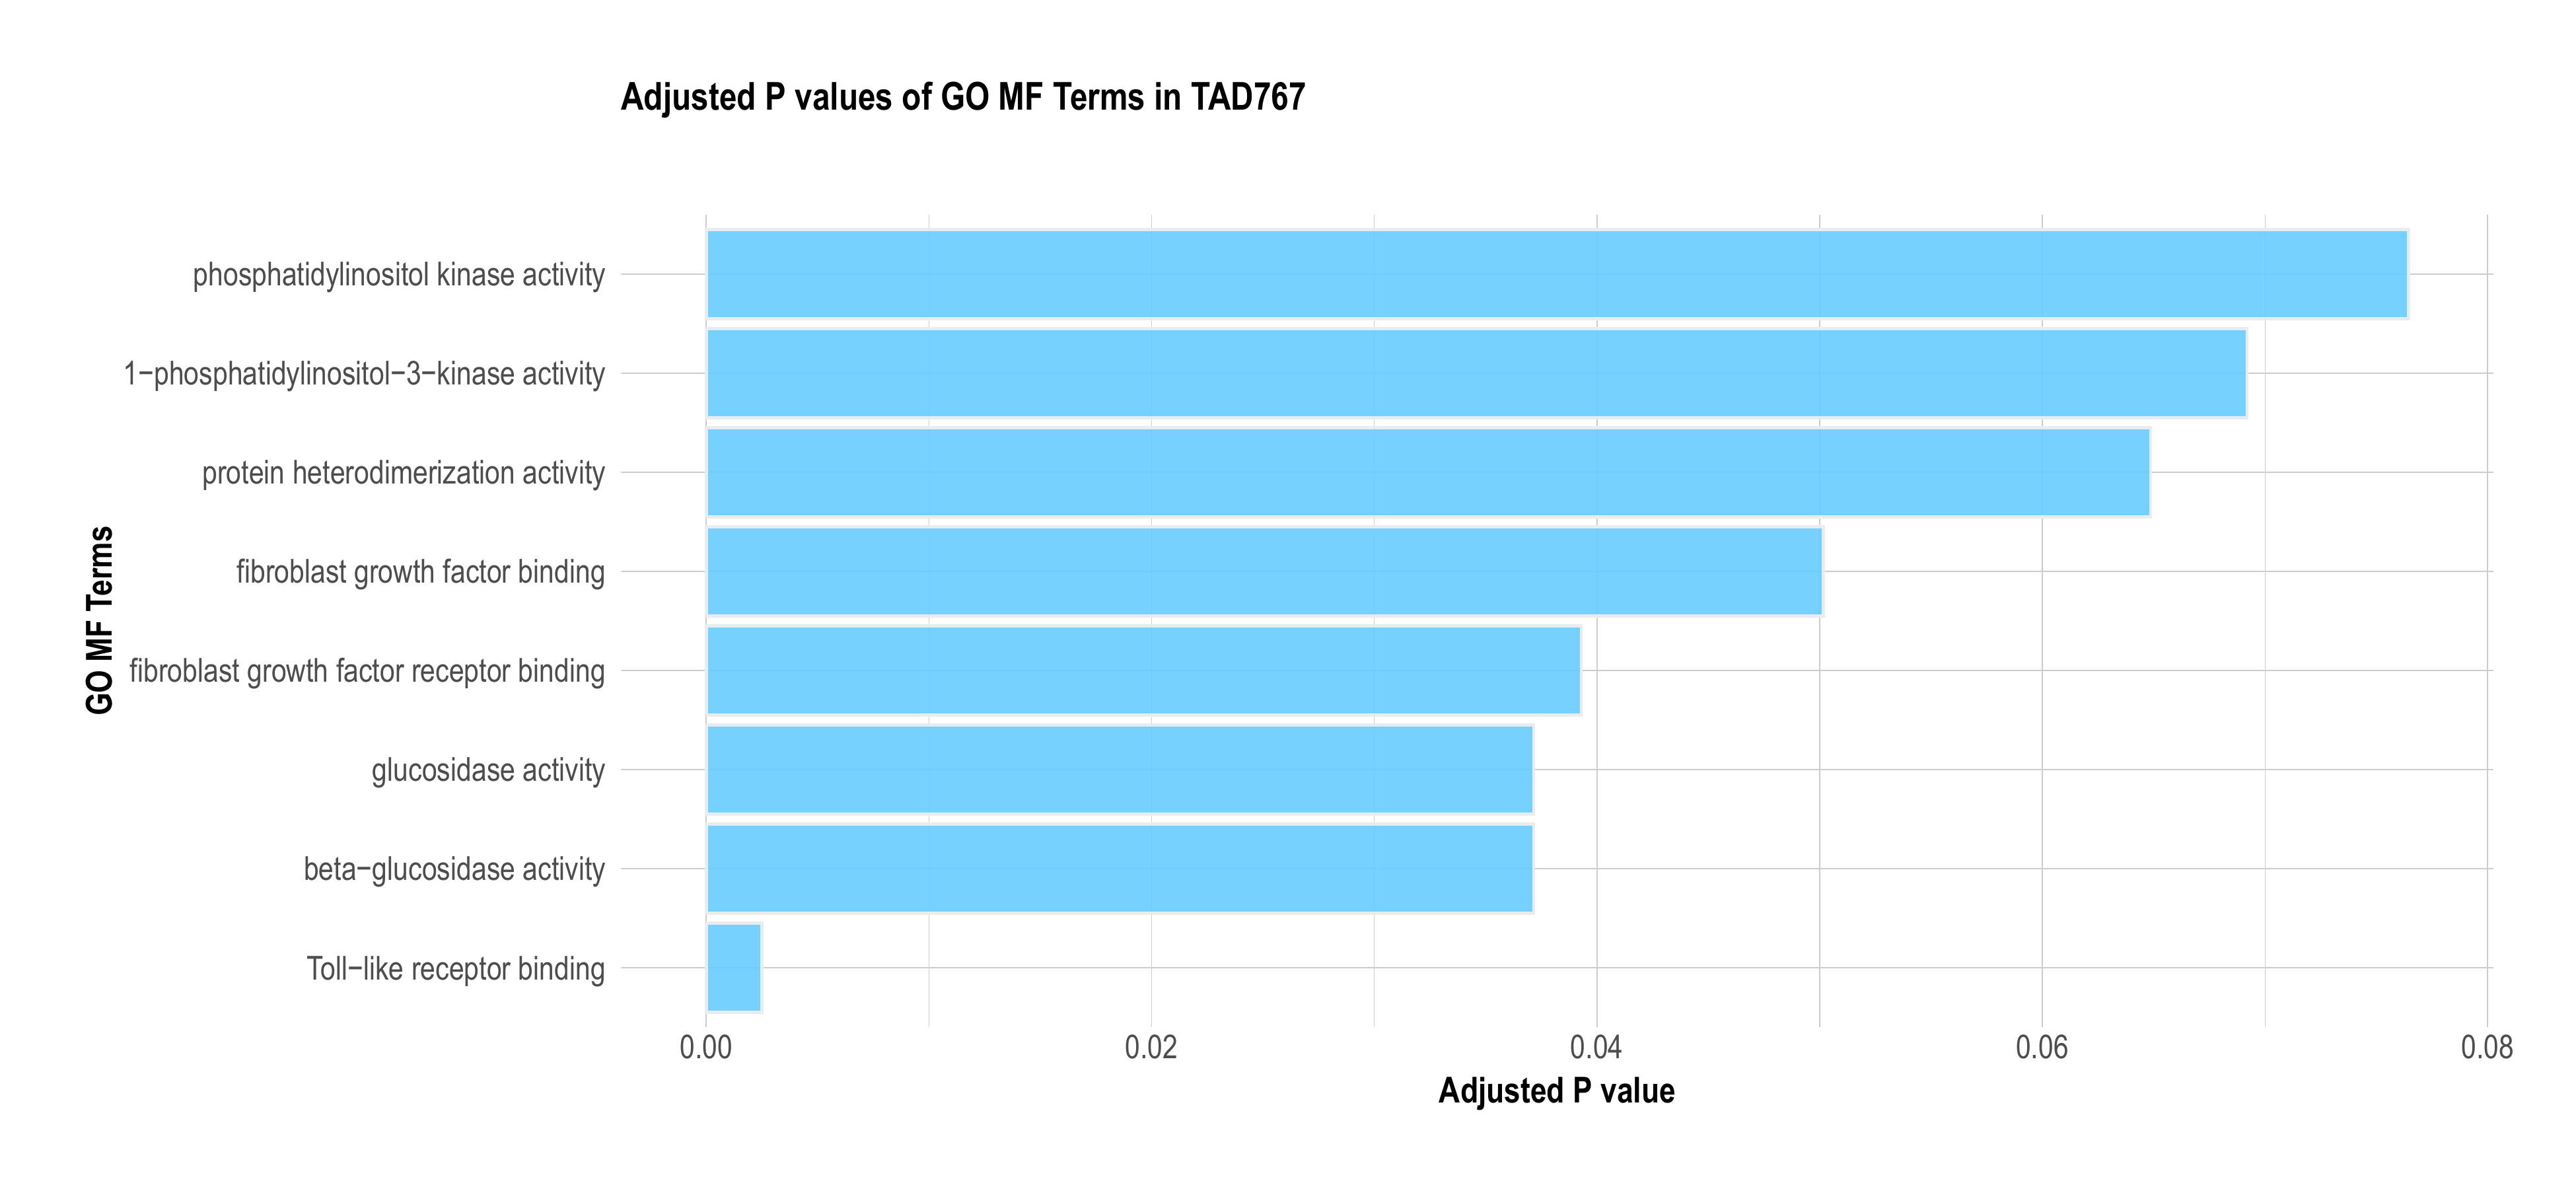 Adjusted P values of GO MF Terms in TAD767
GO MF Terms
phosphatidylinositol kinase activity
1−phosphatidylinositol−3−kinase activity
protein heterodimerization activity
fibroblast growth factor binding
fibroblast growth factor receptor binding
glucosidase activity
beta−glucosidase activity
Toll−like receptor binding
0.00 0.02 0.04 0.06 0.08
Adjusted P value